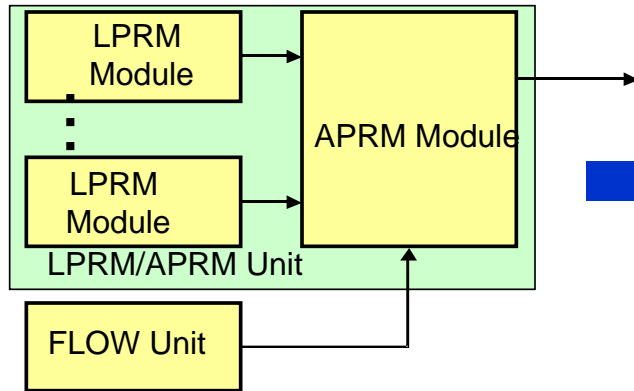 LPRM
Module
APRM Module
LPRM
Module
LPRM/APRM Unit
FLOW Unit